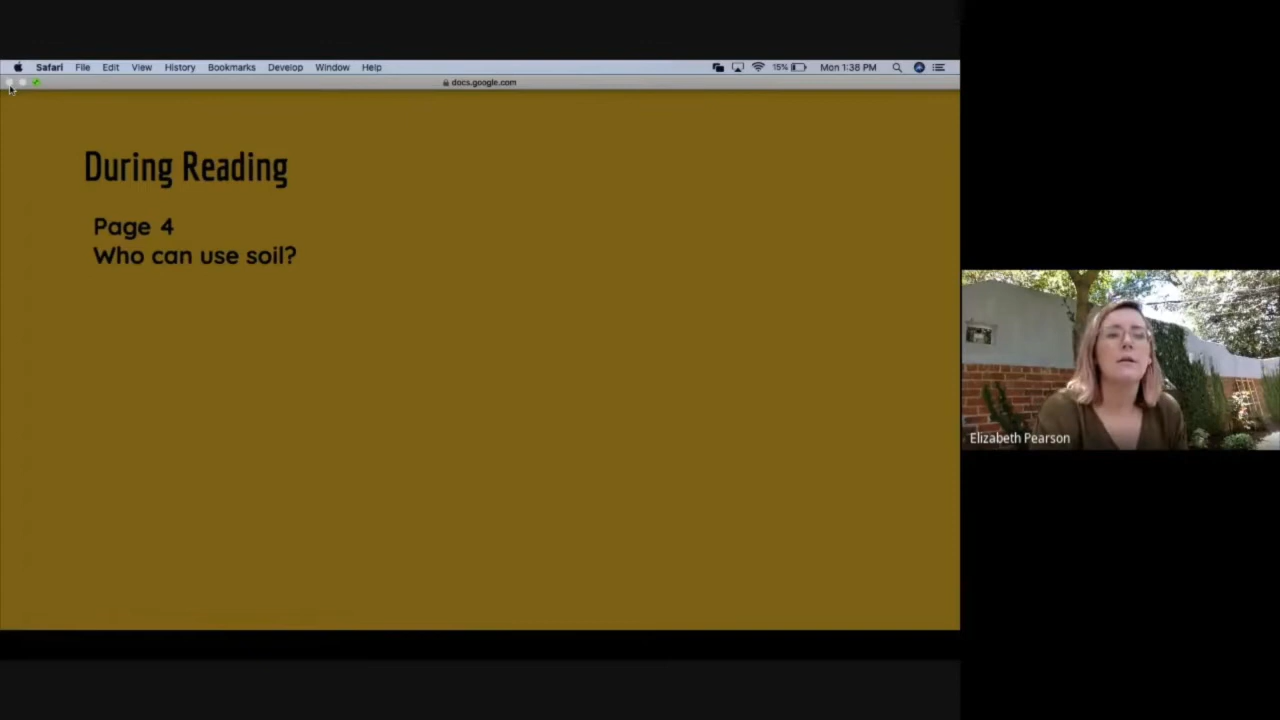 Safari File Edit View History Bookmarks Develop Window Help 15% Mon 1:38 PM
docs.google.com
During Reading
Page 4
Who can use soil?
Elizabeth Pearson